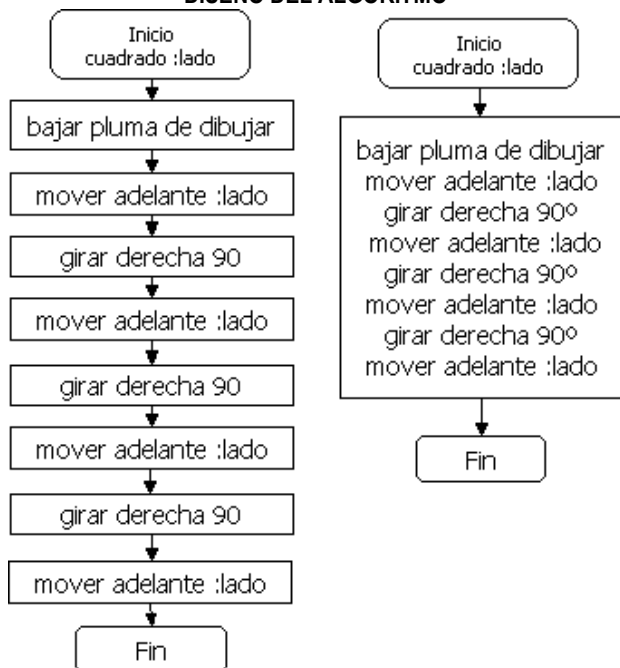 DISEÑO DEL ALGORITMO
Inicio
cuadrado :lado
bajar pluma de dibujar
mover adelante :lado
girar derecha 90
mover adelante :lado
girar derecha 90
mover adelante :lado
girar derecha 90
mover adelante :lado
Fin
Inicio
cuadrado :lado
bajar pluma de dibujar
mover adelante :lado
girar derecha 90º
mover adelante :lado
girar derecha 90º
mover adelante :lado
girar derecha 90º
mover adelante :lado
Fin